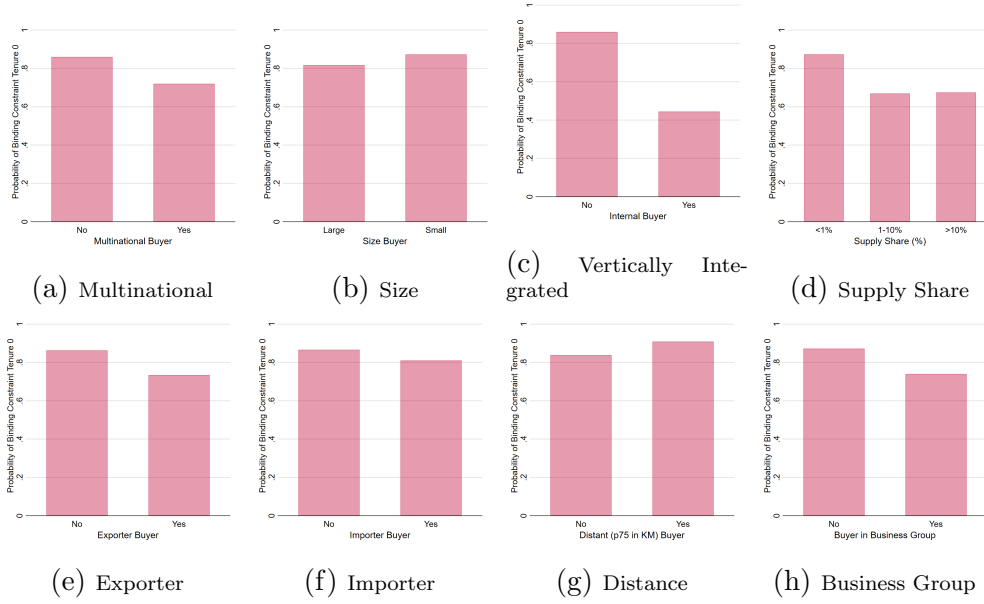 Probability of Binding Constraint Tenure 0
0 .2 .4 .6 .8 1
No Yes
Multinational Buyer
(a) Multinational
Probability of Binding Constraint Tenure 0
0 .2 .4 .6 .8 1
Large Small
Size Buyer
(b) Size
Probability of Binding Constraint Tenure 0
0 .2 .4 .6 .8 1
No Yes
Internal Buyer
(c) Vertically Inte-
grated
Probability of Binding Constraint Tenure 0
0 .2 .4 .6 .8 1
<1% 1-10% >10%
Supply Share (%)
(d) Supply Share
Probability of Binding Constraint Tenure 0
0 .2 .4 .6 .8 1
No Yes
Exporter Buyer
(e) Exporter
Probability of Binding Constraint Tenure 0
0 .2 .4 .6 .8 1
No Yes
Importer Buyer
(f) Importer
Probability of Binding Constraint Tenure 0
0 .2 .4 .6 .8 1
No Yes
Distant (p75 in KM) Buyer
(g) Distance
Probability of Binding Constraint Tenure 0
0 .2 .4 .6 .8 1
No Yes
Buyer in Business Group
(h) Business Group